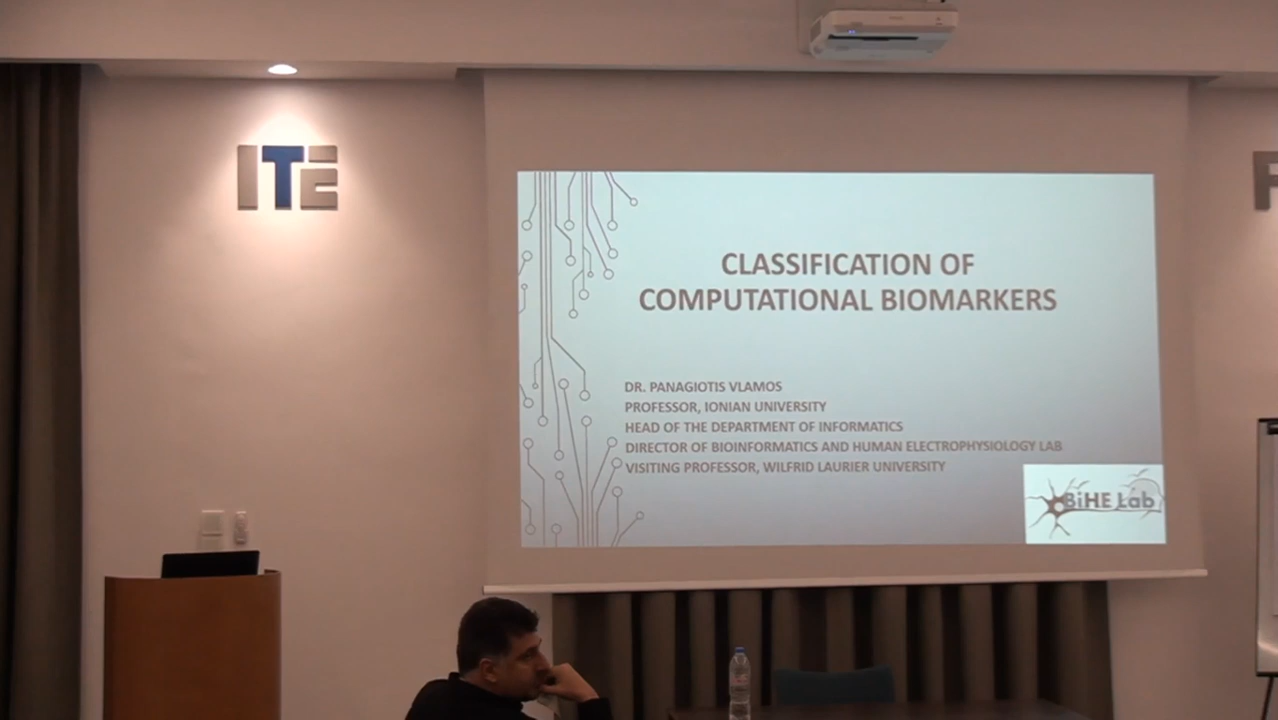 ITE
CLASSIFICATION OF
COMPUTATIONAL BIOMARKERS
DR. PANAGIOTIS VLAMOS
PROFESSOR, IONIAN UNIVERSITY
HEAD OF THE DEPARTMENT OF INFORMATICS
DIRECTOR OF BIOINFORMATICS AND HUMAN ELECTROPHYSIOLOGY LAB
VISITING PROFESSOR, WILFRID LAURIER UNIVERSITY
BiHE Lab